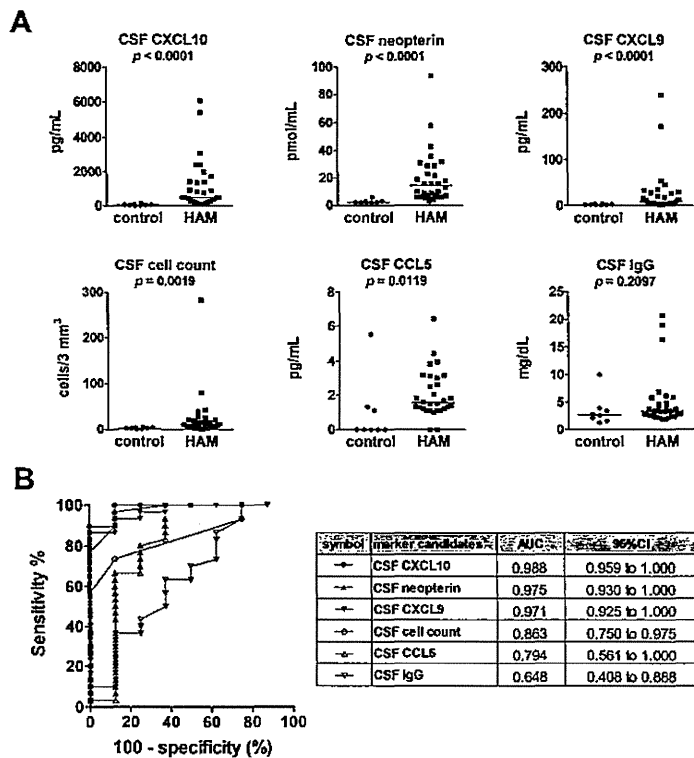 A
CSF CXCL10
p < 0.0001
pg/mL
8000
6000
4000
2000
0
control HAM
CSF neopterin
p < 0.0001
pmol/mL
100
80
60
40
20
0
control HAM
CSF CXCL9
p < 0.0001
pg/mL
300
200
100
0
control HAM
CSF cell count
p = 0.0019
cells/3 mm³
300
200
100
0
control HAM
CSF CCL5
p = 0.0119
pg/mL
8
6
4
2
0
control HAM
CSF IgG
p = 0.2097
mg/dL
25
20
15
10
5
0
control HAM
B
Sensitivity %
100
80
60
40
20
0
0 20 40 60 80 100
100 - specificity (%)
symbol marker candidates AUC 95%CI
CSF CXCL10 0.988 0.959 to 1.000
CSF neopterin 0.975 0.930 to 1.000
CSF CXCL9 0.971 0.925 to 1.000
CSF cell count 0.863 0.750 to 0.975
CSF CCL5 0.794 0.561 to 1.000
CSF IgG 0.648 0.408 to 0.888